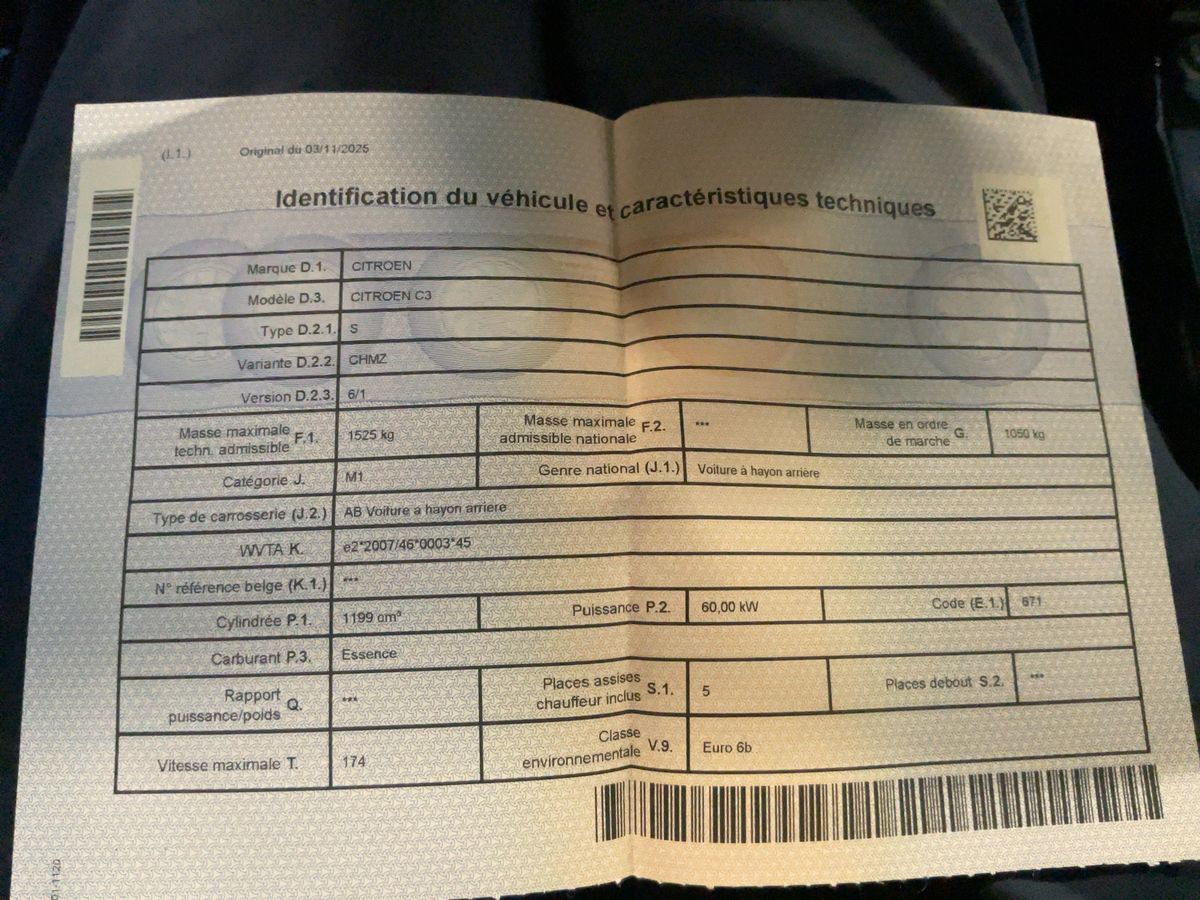 (I.1.) Original du 03/11/2025
Identification du véhicule et caractéristiques techniques
Marque D.1. CITROEN
Modèle D.3. CITROEN C3
Type D.2.1. S
Variante D.2.2. CHMZ
Version D.2.3. 6/1
Masse maximale techn. admissible F.1. 1525 kg Masse maximale admissible nationale F.2. *** Masse en ordre de marche G. 1050 kg
Catégorie J. M1 Genre national (J.1.) Voiture à hayon arrière
Type de carrosserie (J.2.) AB Voiture a hayon arriere
WVTA K. e2*2007/46*0003*45
N° référence belge (K.1.) ***
Cylindrée P.1. 1199 cm³ Puissance P.2. 60,00 kW Code (E.1.) 671
Carburant P.3. Essence
Rapport puissance/poids Q. *** Places assises chauffeur inclus S.1. 5 Places debout S.2. ***
Vitesse maximale T. 174 Classe environnementale V.9. Euro 6b
01-1120